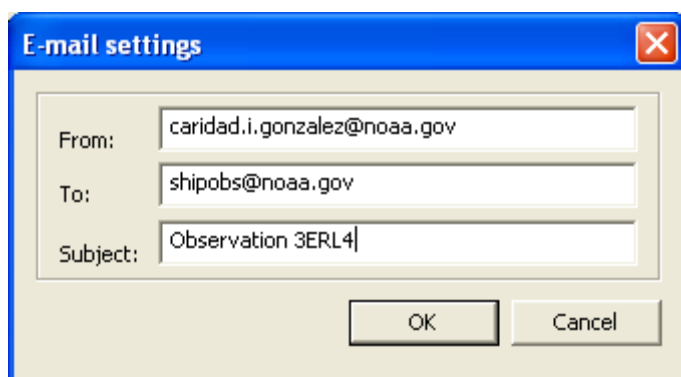 E-mail settings
From: caridad.i.gonzalez@noaa.gov
To: shipobs@noaa.gov
Subject: Observation 3ERL4
OK Cancel